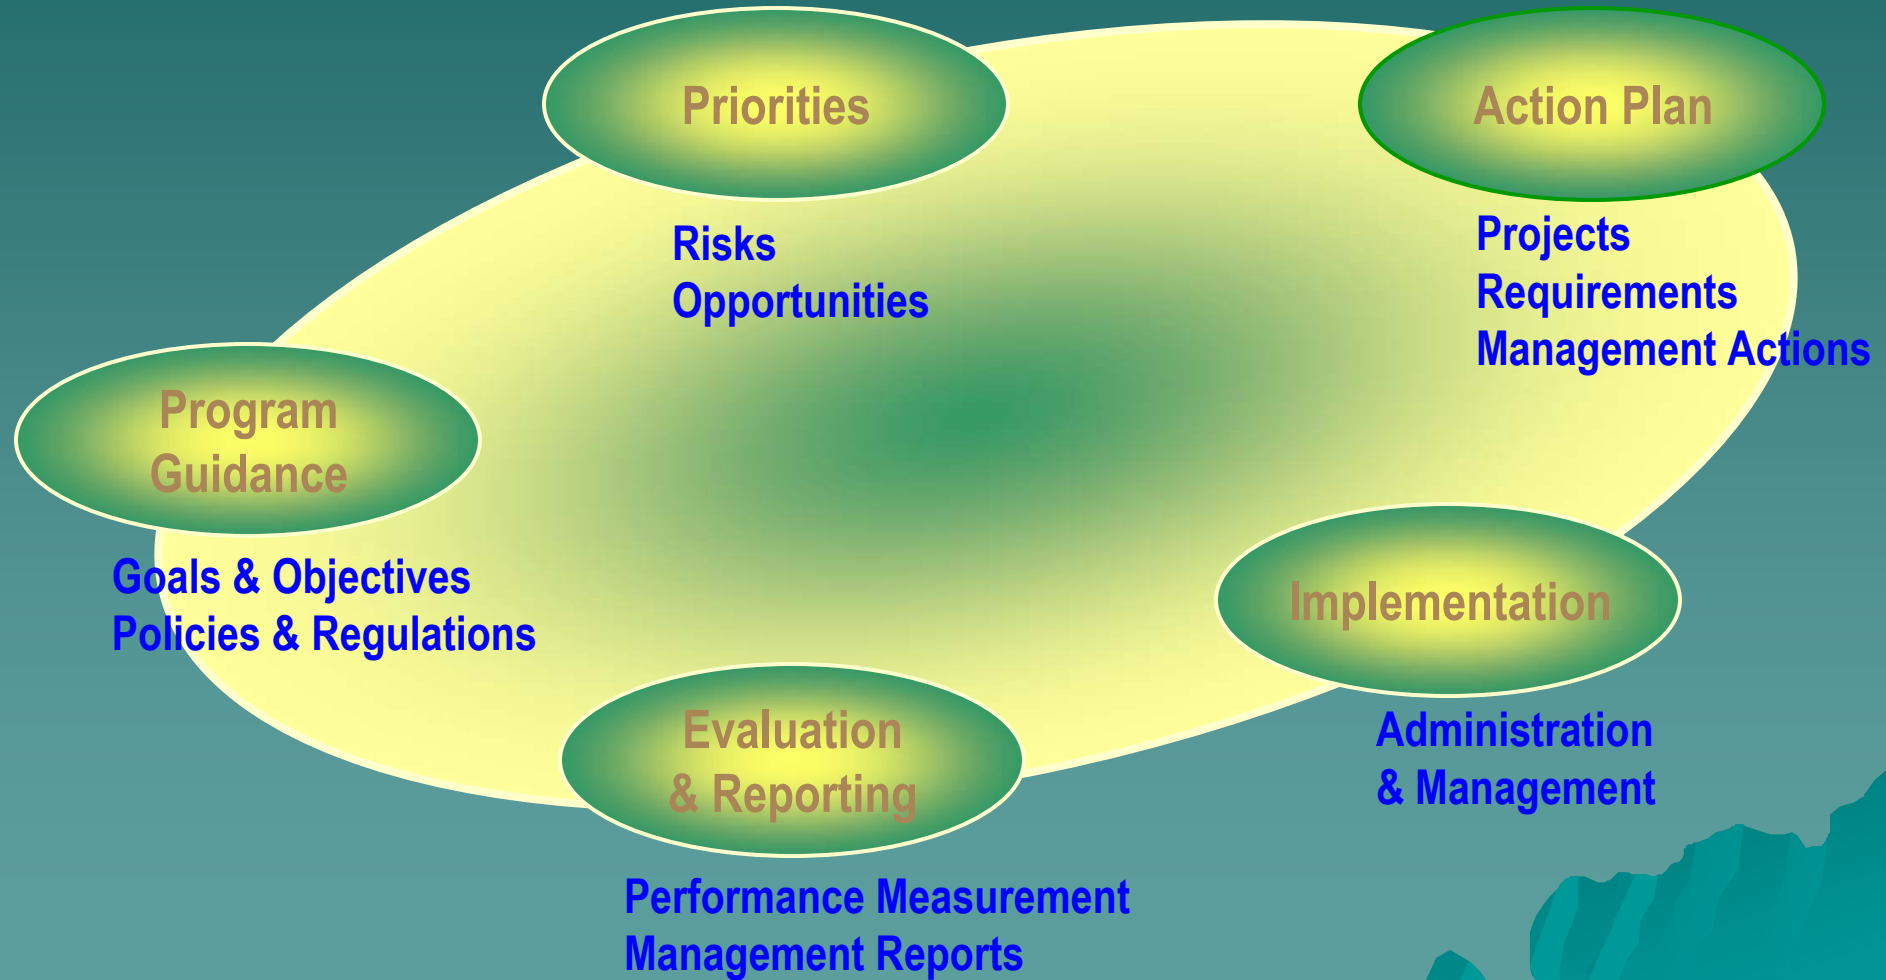 Priorities
Risks
Opportunities
Action Plan
Projects
Requirements
Management Actions
Program
Guidance
Goals & Objectives
Policies & Regulations
Implementation
Administration
& Management
Evaluation
& Reporting
Performance Measurement
Management Reports